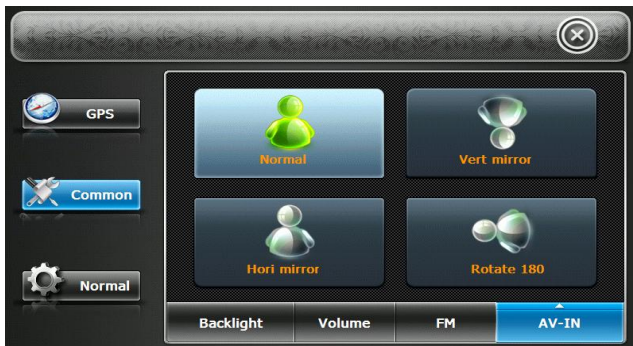 GPS
Common
Normal
Normal
Vert mirror
Hori mirror
Rotate 180
Backlight
Volume
FM
AV-IN